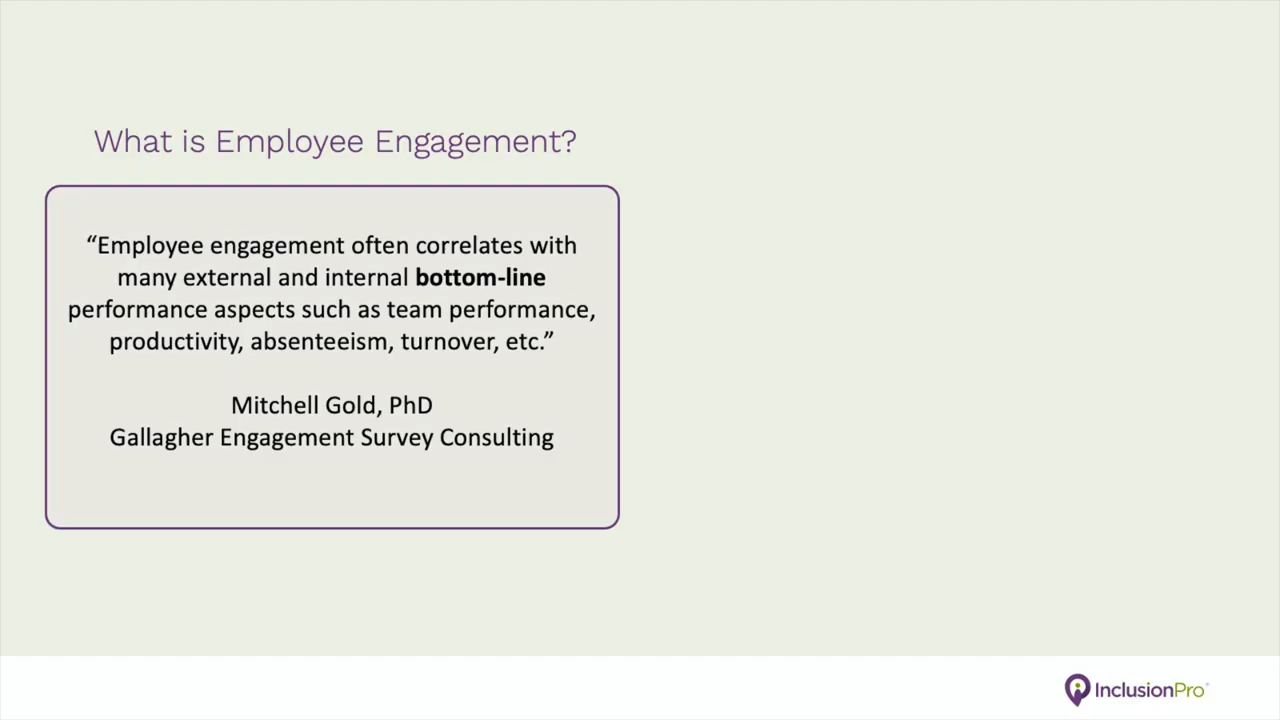 What is Employee Engagement?
“Employee engagement often correlates with
many external and internal bottom-line
performance aspects such as team performance,
productivity, absenteeism, turnover, etc.”
Mitchell Gold, PhD
Gallagher Engagement Survey Consulting
InclusionPro